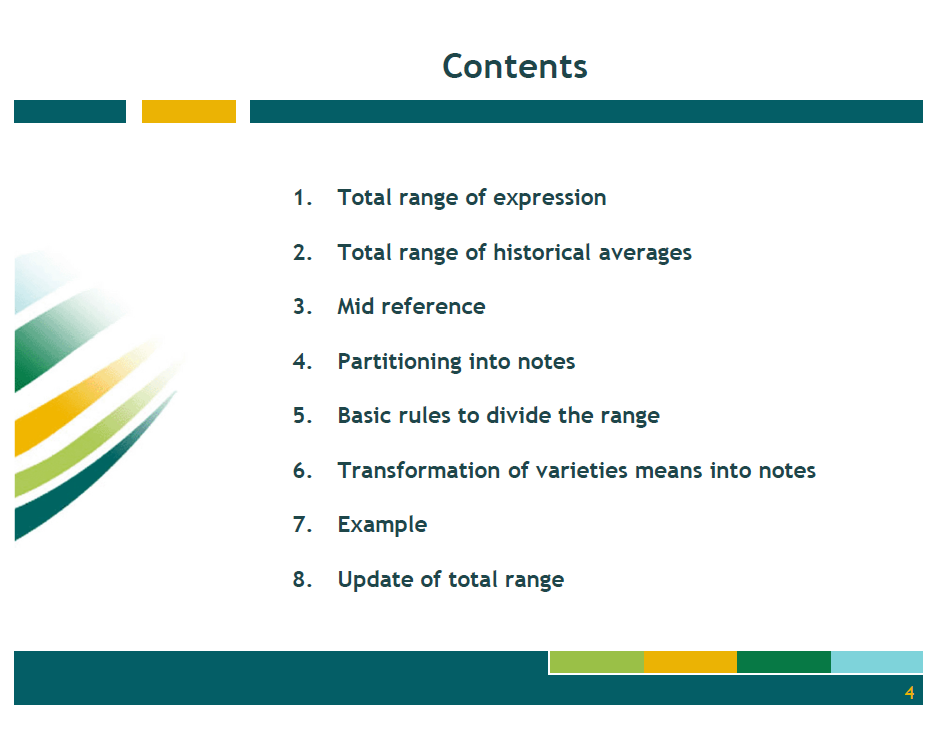 Contents
1. Total range of expression
2. Total range of historical averages
3. Mid reference
4. Partitioning into notes
5. Basic rules to divide the range
6. Transformation of varieties means into notes
7. Example
8. Update of total range
4